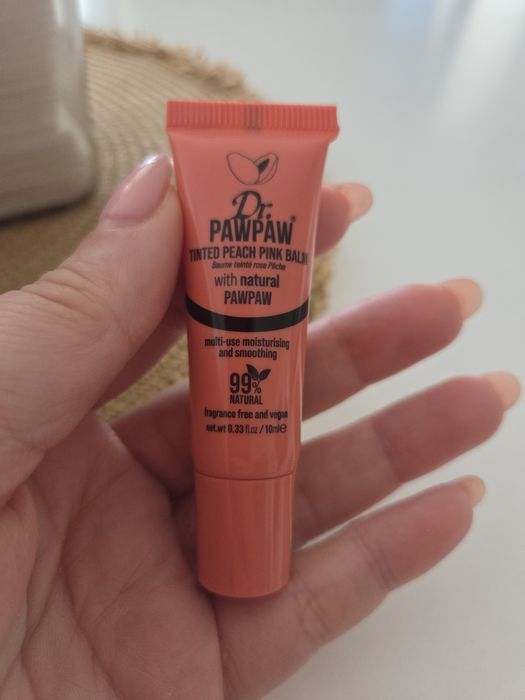 Dr.
PAWPAW®
TINTED PEACH PINK BALM
Baume teinté rose Pêche
with natural
PAWPAW
multi-use moisturising
and smoothing
99%
NATURAL
fragrance free and vegan
net.wt 0.33 fl.oz / 10ml℮